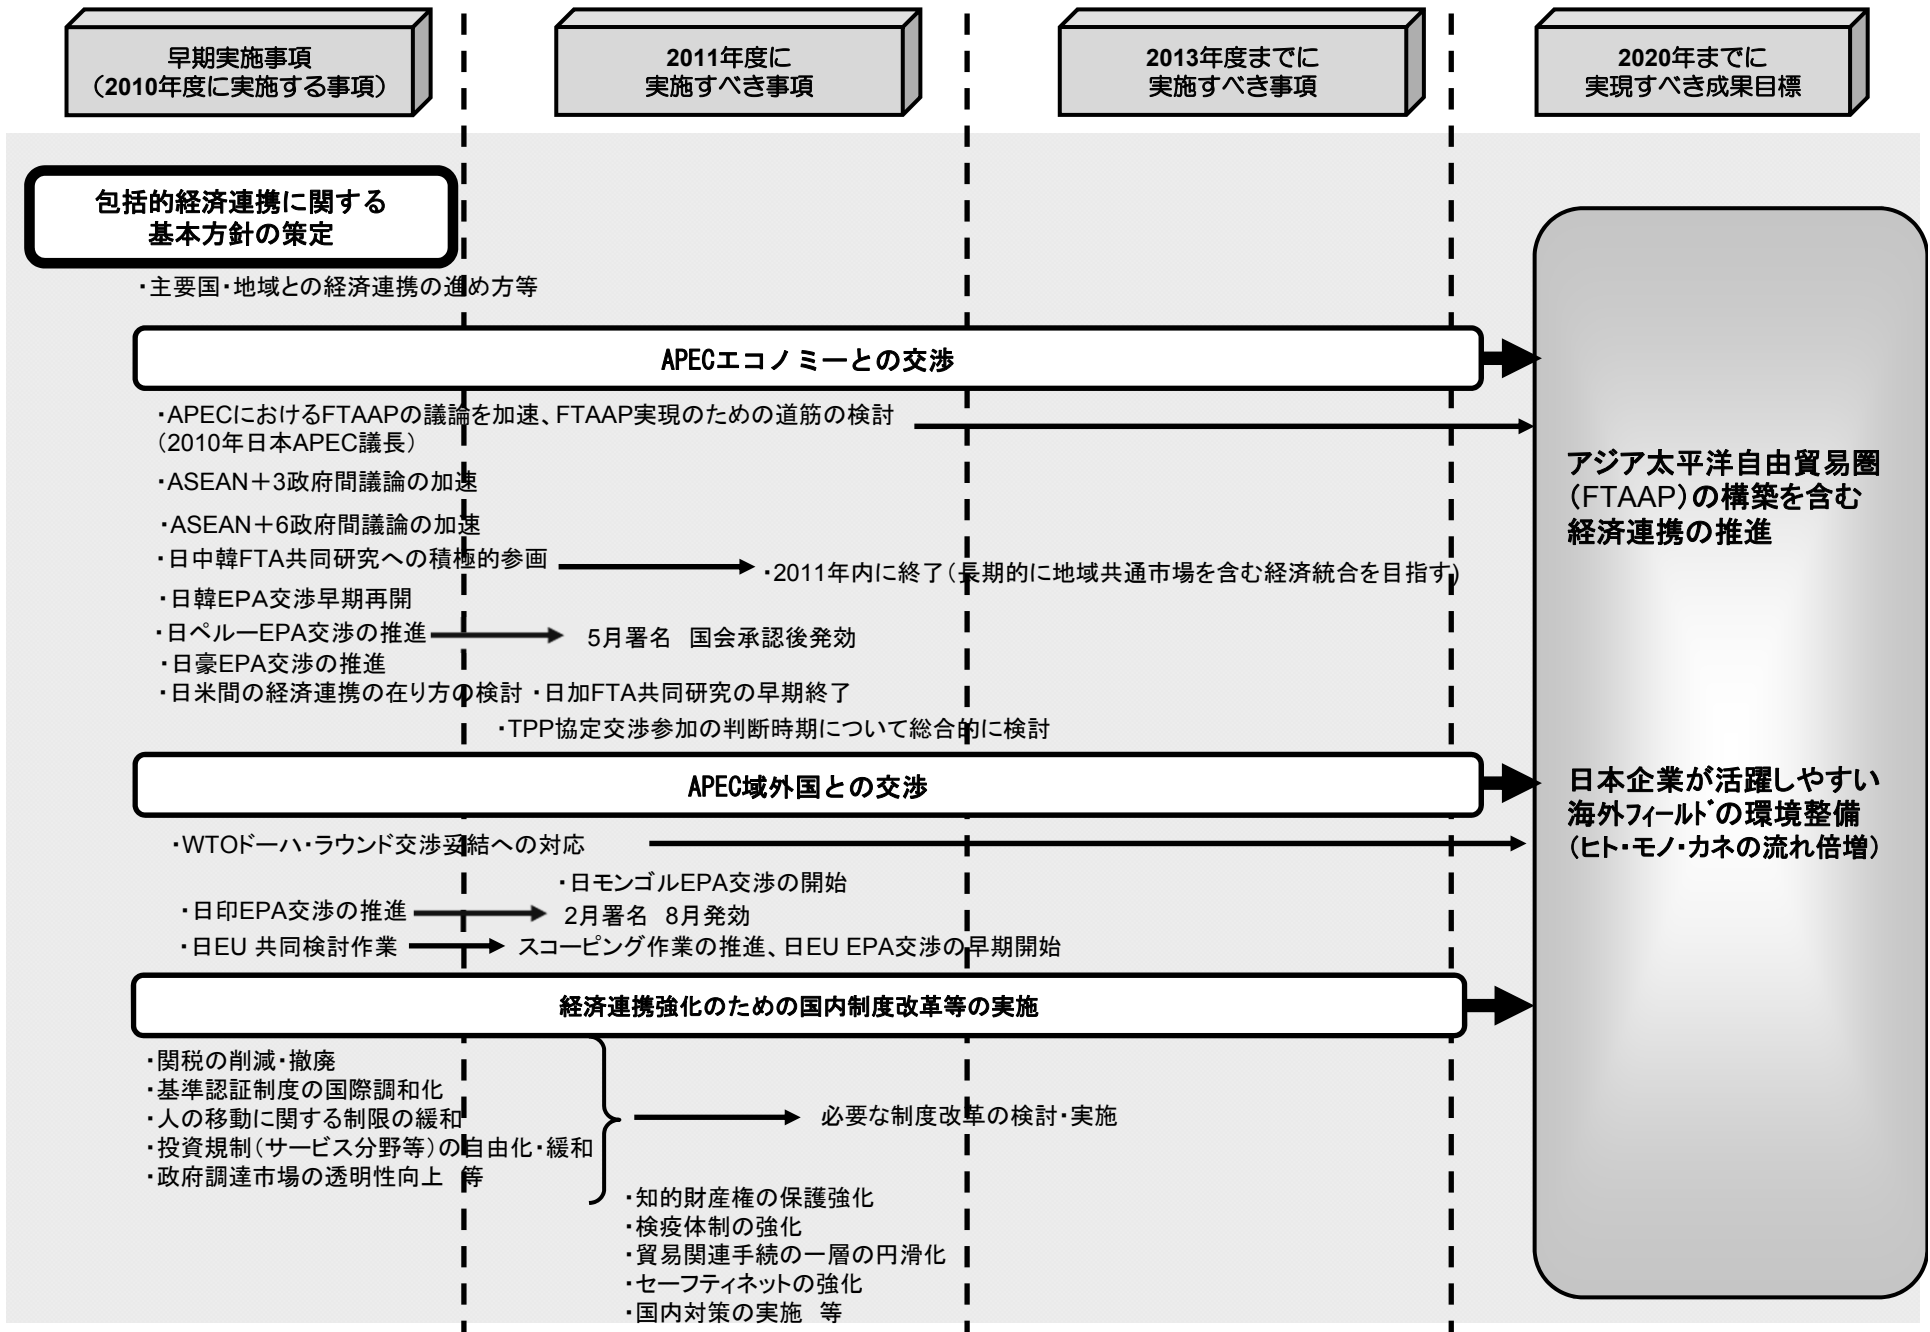 早期実施事項
（2010年度に実施する事項）
2011年度に
実施すべき事項
2013年度までに
実施すべき事項
2020年までに
実現すべき成果目標
包括的経済連携に関する
基本方針の策定
・主要国・地域との経済連携の進め方等
APECエコノミーとの交渉
・APECにおけるFTAAPの議論を加速、FTAAP実現のための道筋の検討
（2010年日本APEC議長）
・ASEAN＋3政府間議論の加速
・ASEAN＋6政府間議論の加速
・日中韓FTA共同研究への積極的参画
・2011年内に終了（長期的に地域共通市場を含む経済統合を目指す）
・日韓EPA交渉早期再開
・日ペルーEPA交渉の推進
5月署名　国会承認後発効
・日豪EPA交渉の推進
・日米間の経済連携の在り方の検討
・日加FTA共同研究の早期終了
・TPP協定交渉参加の判断時期について総合的に検討
APEC域外国との交渉
・WTOドーハ・ラウンド交渉妥結への対応
・日モンゴルEPA交渉の開始
・日印EPA交渉の推進
2月署名　8月発効
・日EU 共同検討作業
スコーピング作業の推進、日EU EPA交渉の早期開始
経済連携強化のための国内制度改革等の実施
・関税の削減・撤廃
・基準認証制度の国際調和化
・人の移動に関する制限の緩和
・投資規制（サービス分野等）の自由化・緩和
・政府調達市場の透明性向上　等
必要な制度改革の検討・実施
・知的財産権の保護強化
・検疫体制の強化
・貿易関連手続の一層の円滑化
・セーフティネットの強化
・国内対策の実施　等
アジア太平洋自由貿易圏
（FTAAP）の構築を含む
経済連携の推進
日本企業が活躍しやすい
海外フィールドの環境整備
（ヒト・モノ・カネの流れ倍増）